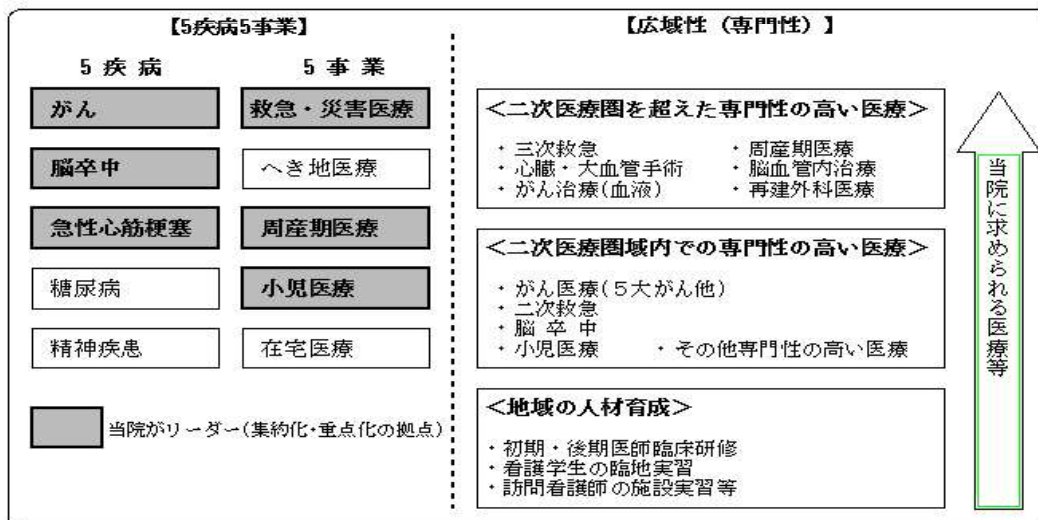 【5疾病5事業】
5 疾 病
5 事 業
がん
救急・災害医療
脳卒中
へき地医療
急性心筋梗塞
周産期医療
糖尿病
小児医療
精神疾患
在宅医療
当院がリーダー(集約化・重点化の拠点)
【広域性（専門性）】
＜二次医療圏を超えた専門性の高い医療＞
・三次救急 ・周産期医療
・心臓・大血管手術 ・脳血管内治療
・がん治療(血液) ・再建外科医療
＜二次医療圏域内での専門性の高い医療＞
・がん医療(５大がん他)
・二次救急
・脳 卒 中
・小児医療 ・その他専門性の高い医療
＜地域の人材育成＞
・初期・後期医師臨床研修
・看護学生の臨地実習
・訪問看護師の施設実習等
当院に求められる医療等